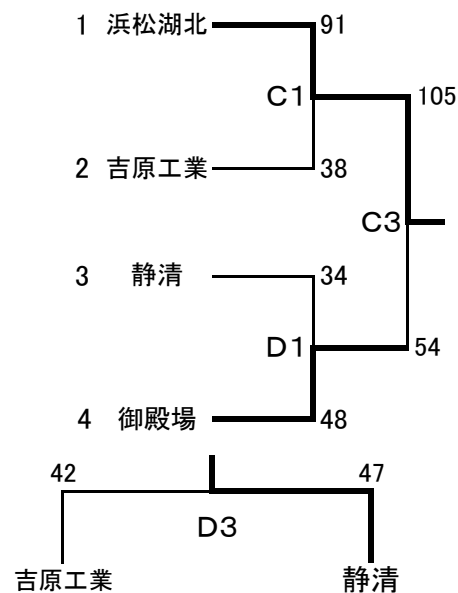 1 浜松湖北 91
C1 105
2 吉原工業 38
C3
3 静清 34
D1 54
4 御殿場 48
42 47
D3
吉原工業 静清